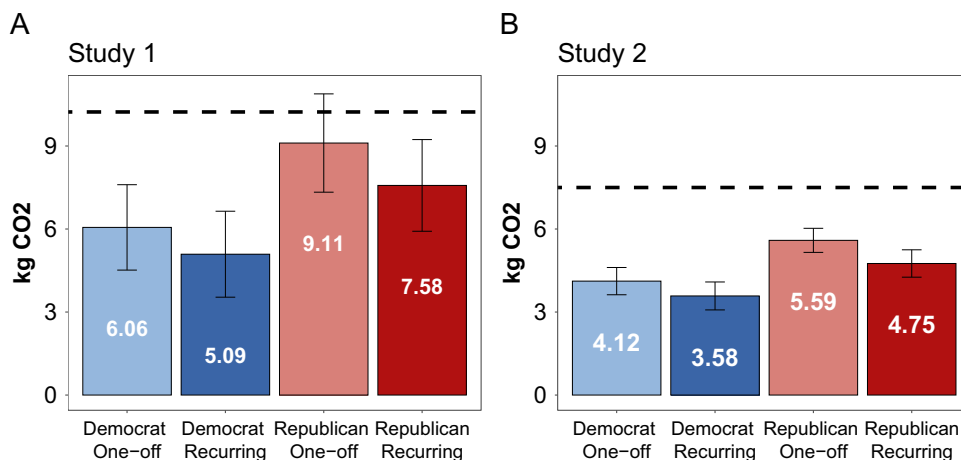 A
Study 1
kg CO2
9
6
3
0
6.06
5.09
9.11
7.58
Democrat
One−off
Democrat
Recurring
Republican
One−off
Republican
Recurring
B
Study 2
kg CO2
9
6
3
0
4.12
3.58
5.59
4.75
Democrat
One−off
Democrat
Recurring
Republican
One−off
Republican
Recurring